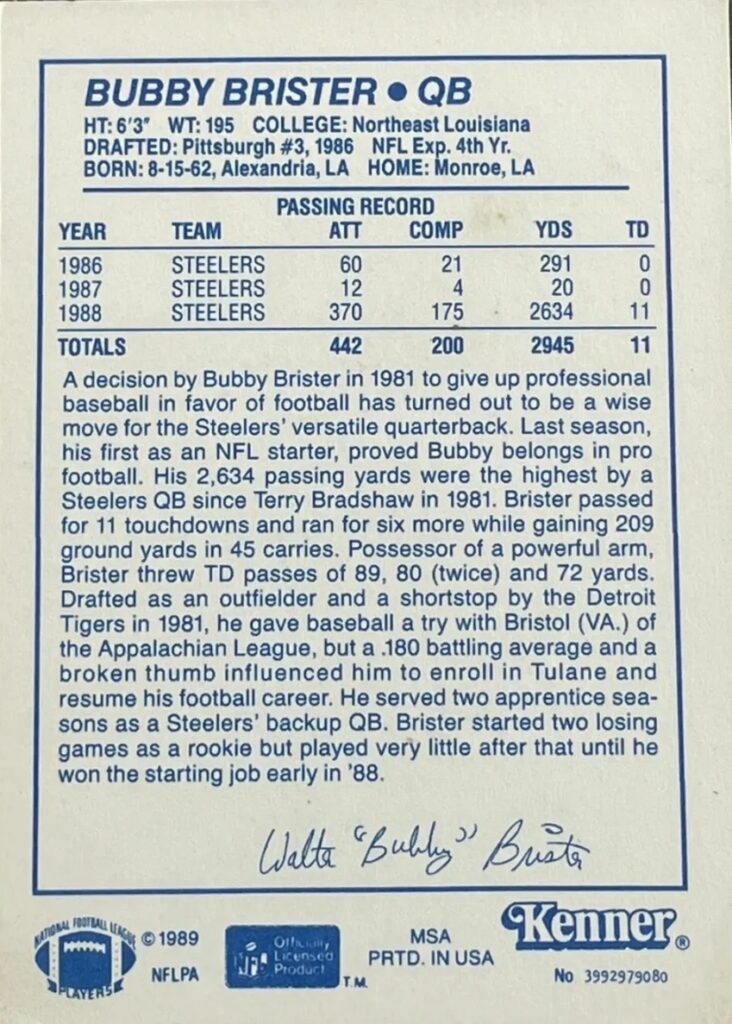 BUBBY BRISTER • QB
HT: 6'3" WT: 195 COLLEGE: Northeast Louisiana
DRAFTED: Pittsburgh #3, 1986 NFL Exp. 4th Yr.
BORN: 8-15-62, Alexandria, LA HOME: Monroe, LA
PASSING RECORD
YEAR TEAM ATT COMP YDS TD
1986 STEELERS 60 21 291 0
1987 STEELERS 12 4 20 0
1988 STEELERS 370 175 2634 11
TOTALS 442 200 2945 11
A decision by Bubby Brister in 1981 to give up professional
baseball in favor of football has turned out to be a wise
move for the Steelers' versatile quarterback. Last season,
his first as an NFL starter, proved Bubby belongs in pro
football. His 2,634 passing yards were the highest by a
Steelers QB since Terry Bradshaw in 1981. Brister passed
for 11 touchdowns and ran for six more while gaining 209
ground yards in 45 carries. Possessor of a powerful arm,
Brister threw TD passes of 89, 80 (twice) and 72 yards.
Drafted as an outfielder and a shortstop by the Detroit
Tigers in 1981, he gave baseball a try with Bristol (VA.) of
the Appalachian League, but a .180 battling average and a
broken thumb influenced him to enroll in Tulane and
resume his football career. He served two apprentice sea-
sons as a Steelers' backup QB. Brister started two losing
games as a rookie but played very little after that until he
won the starting job early in '88.
Walter "Bubby" Brister
NATIONAL FOOTBALL LEAGUE
PLAYERS
© 1989
NFLPA
NFL
Officially
Licensed
Product
T.M.
MSA
PRTD. IN USA
Kenner®
No 3992979080